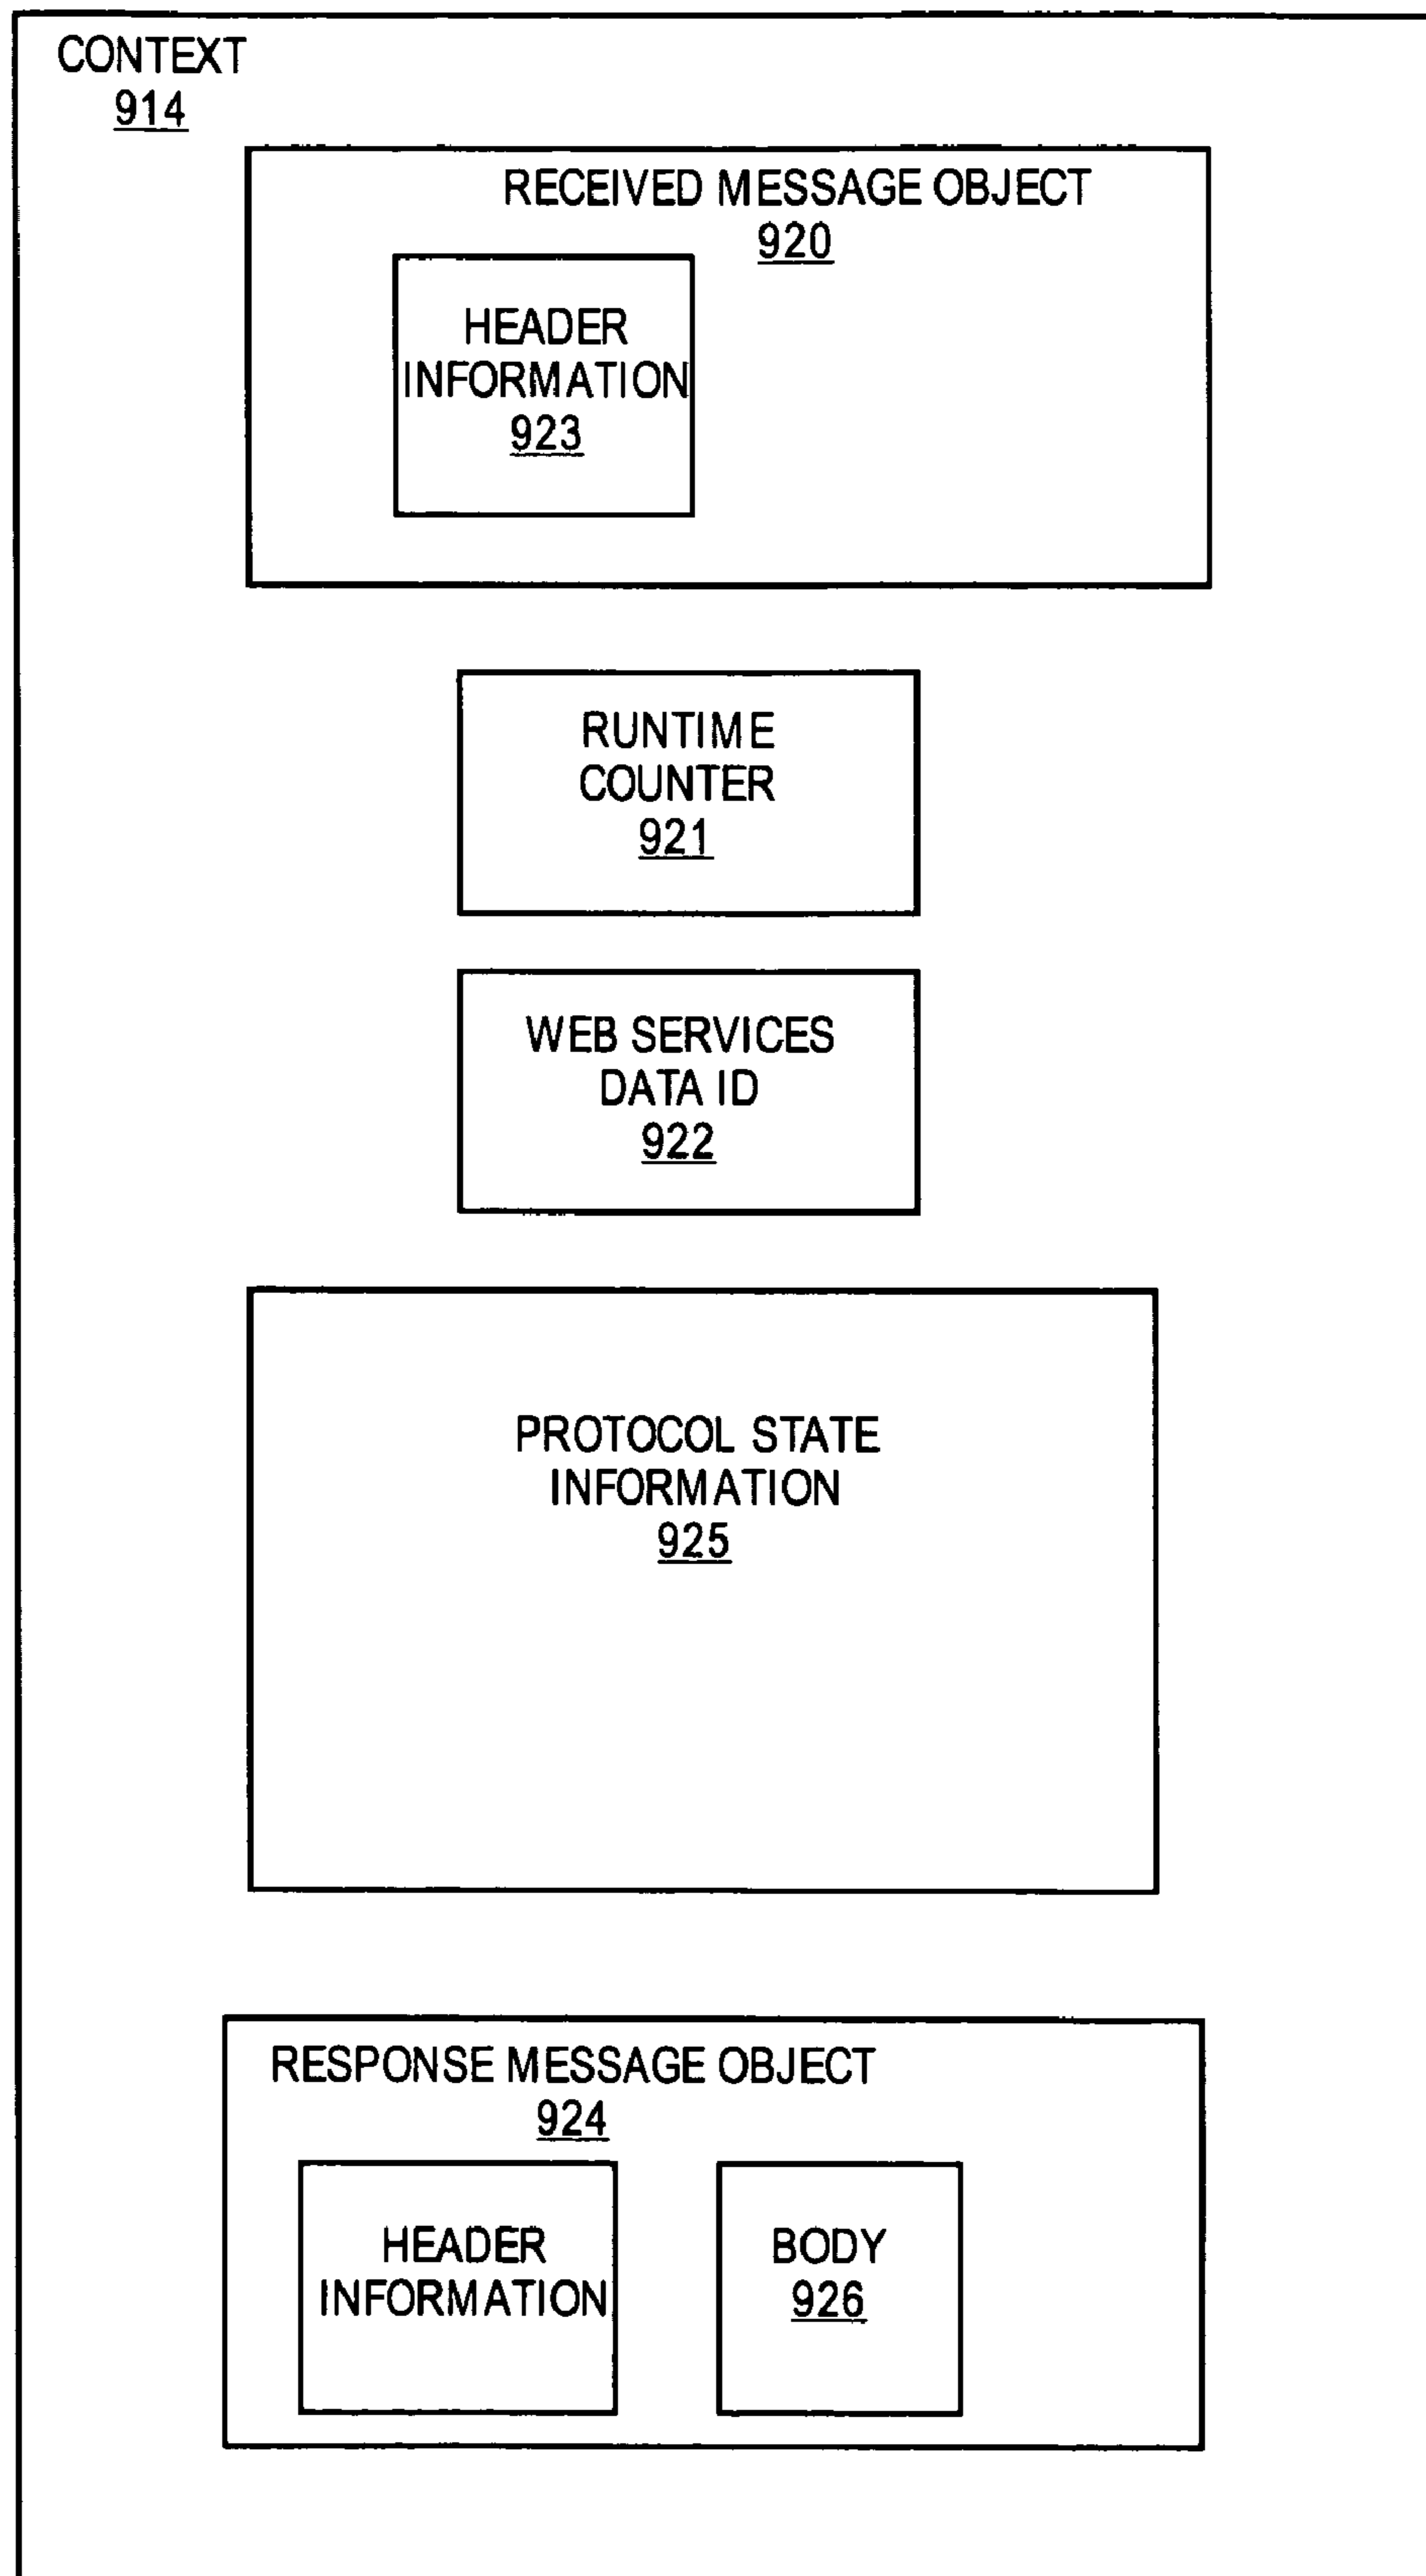 CONTEXT
914
RECEIVED MESSAGE OBJECT
920
HEADER
INFORMATION
923
RUNTIME
COUNTER
921
WEB SERVICES
DATA ID
922
PROTOCOL STATE
INFORMATION
925
RESPONSE MESSAGE OBJECT
924
HEADER
INFORMATION
BODY
926